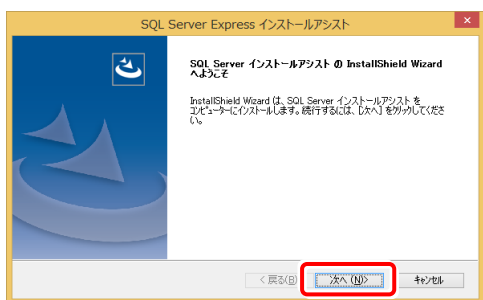 SQL Server Express インストールアシスト
SQL Server インストールアシスト の InstallShield Wizard
へようこそ
InstallShield Wizard は、SQL Server インストールアシスト を
コンピューターにインストールします。続行するには、[次へ] をクリックしてくださ
い。
< 戻る(B)
次へ (N)>
キャンセル